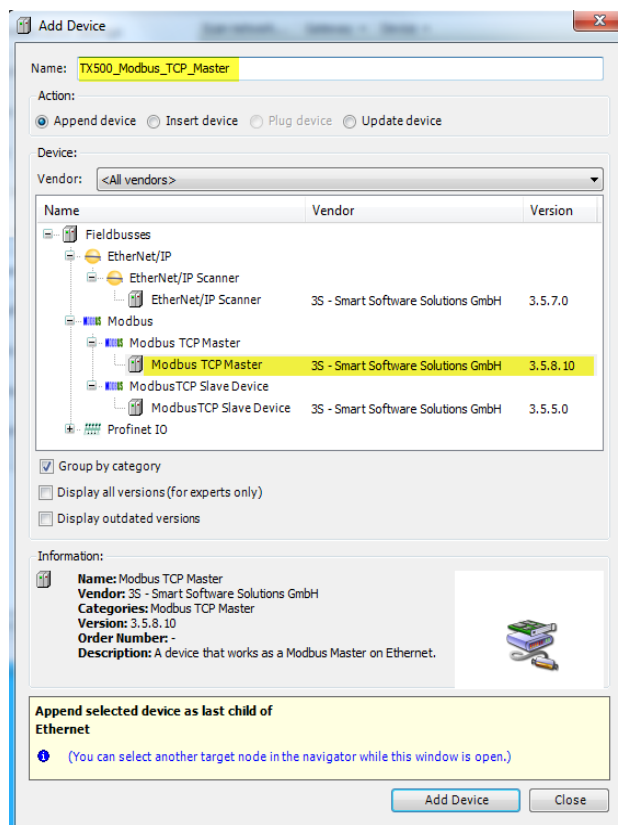 Add Device
Name: TX500_Modbus_TCP_Master
Action:
Append device Insert device Plug device Update device
Device:
Vendor: <All vendors>
Name Vendor Version
Fieldbusses
EtherNet/IP
EtherNet/IP Scanner
EtherNet/IP Scanner 3S - Smart Software Solutions GmbH 3.5.7.0
Modbus
Modbus TCP Master
Modbus TCP Master 3S - Smart Software Solutions GmbH 3.5.8.10
ModbusTCP Slave Device
ModbusTCP Slave Device 3S - Smart Software Solutions GmbH 3.5.5.0
Profinet IO
Group by category
Display all versions (for experts only)
Display outdated versions
Information:
Name: Modbus TCP Master
Vendor: 3S - Smart Software Solutions GmbH
Categories: Modbus TCP Master
Version: 3.5.8.10
Order Number: -
Description: A device that works as a Modbus Master on Ethernet.
Append selected device as last child of
Ethernet
(You can select another target node in the navigator while this window is open.)
Add Device Close